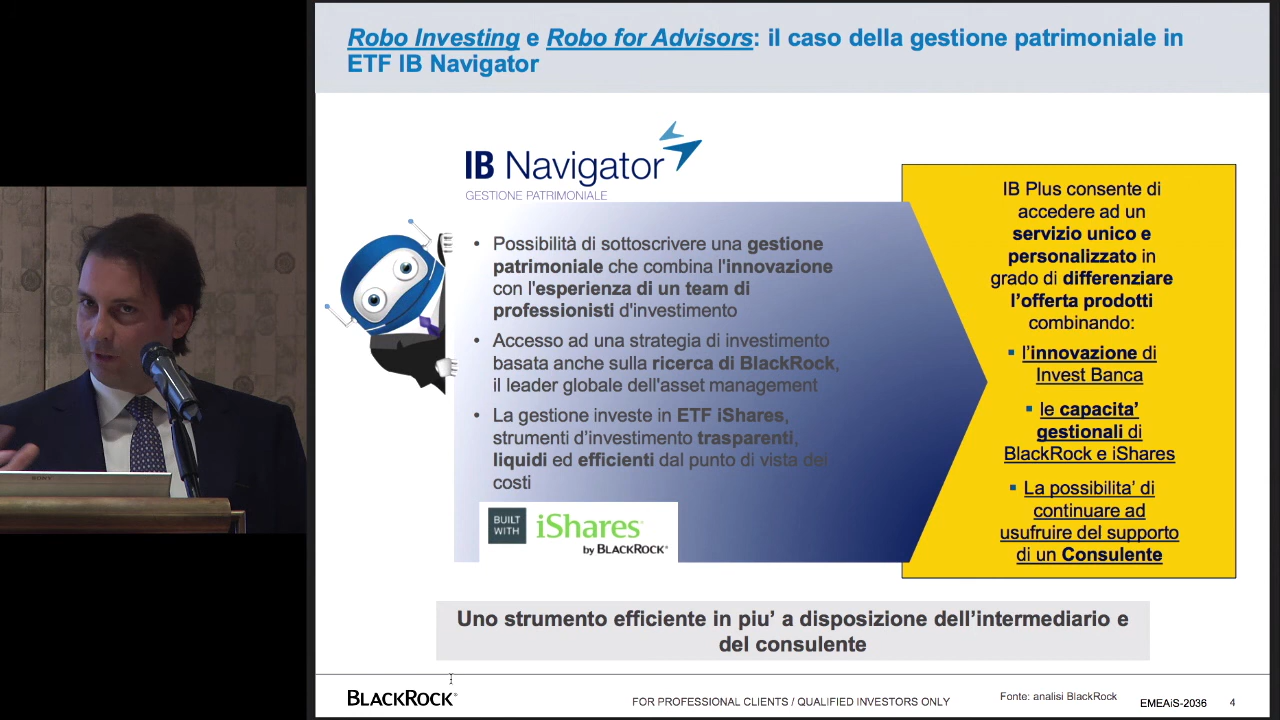 Robo Investing e Robo for Advisors: il caso della gestione patrimoniale in
ETF IB Navigator
IB Navigator
GESTIONE PATRIMONIALE
• Possibilità di sottoscrivere una gestione
patrimoniale che combina l'innovazione
con l'esperienza di un team di
professionisti d'investimento
• Accesso ad una strategia di investimento
basata anche sulla ricerca di BlackRock,
il leader globale dell'asset management
• La gestione investe in ETF iShares,
strumenti d'investimento trasparenti,
liquidi ed efficienti dal punto di vista dei
costi
BUILT
WITH
iShares
by BLACKROCK®
IB Plus consente di
accedere ad un
servizio unico e
personalizzato in
grado di differenziare
l'offerta prodotti
combinando:
▪ l'innovazione di
Invest Banca
▪ le capacita'
gestionali di
BlackRock e iShares
▪ La possibilita' di
continuare ad
usufruire del supporto
di un Consulente
Uno strumento efficiente in piu' a disposizione dell'intermediario e
del consulente
BLACKROCK®
FOR PROFESSIONAL CLIENTS / QUALIFIED INVESTORS ONLY
Fonte: analisi BlackRock
EMEAiS-2036
4
SONY